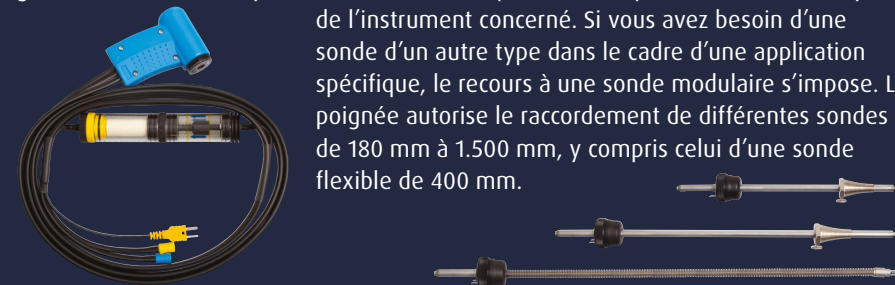 de l’instrument concerné. Si vous avez besoin d’une
sonde d’un autre type dans le cadre d’une application
spécifique, le recours à une sonde modulaire s’impose. L
poignée autorise le raccordement de différentes sondes
de 180 mm à 1.500 mm, y compris celui d’une sonde
flexible de 400 mm.